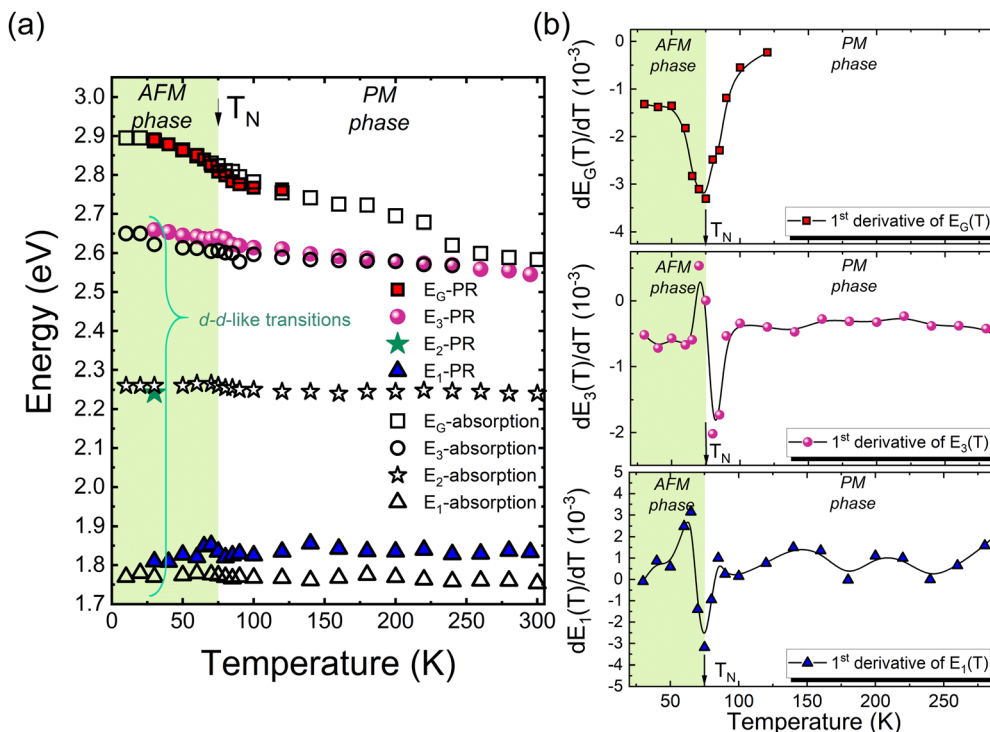 (a)
AFM
phase
T_N
PM
phase
3.0
2.9
2.8
2.7
2.6
2.5
2.4
2.3
2.2
2.1
2.0
1.9
1.8
1.7
Energy (eV)
d-d-like transitions
E_G-PR
E_3-PR
E_2-PR
E_1-PR
E_G-absorption
E_3-absorption
E_2-absorption
E_1-absorption
0 50 100 150 200 250 300
Temperature (K)
(b)
AFM
phase
PM
phase
0
-1
-2
-3
-4
dE_G(T)/dT (10^-3)
T_N
1^st derivative of E_G(T)
AFM
phase
PM
phase
0
-1
-2
dE_3(T)/dT (10^-3)
T_N
1^st derivative of E_3(T)
AFM
phase
PM
phase
5
4
3
2
1
0
-1
-2
-3
-4
-5
dE_1(T)/dT (10^-3)
T_N
1^st derivative of E_1(T)
50 100 150 200 250
Temperature (K)